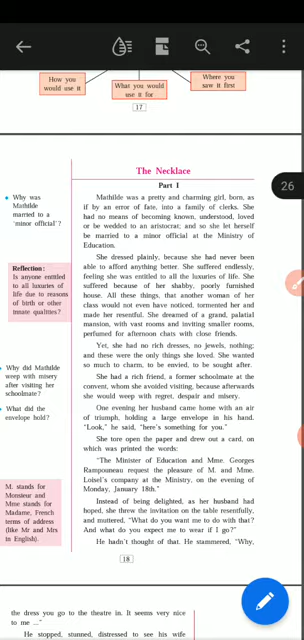 How you
would use it
What you would
use it for
Where you
saw it first
17
26
The Necklace
Part I
Why was
Mathilde
married to a
'minor official'?
Mathilde was a pretty and charming girl, born, as
if by an error of fate, into a family of clerks. She
had no means of becoming known, understood, loved
or be wedded to an aristocrat; and so she let herself
be married to a minor official at the Ministry of
Education.
Reflection:
Is anyone entitled
to all luxuries of
life due to reasons
of birth or other
innate qualities?
She dressed plainly, because she had never been
able to afford anything better. She suffered endlessly,
feeling she was entitled to all the luxuries of life. She
suffered because of her shabby, poorly furnished
house. All these things, that another woman of her
class would not even have noticed, tormented her and
made her resentful. She dreamed of a grand, palatial
mansion, with vast rooms and inviting smaller rooms,
perfumed for afternoon chats with close friends.
Yet, she had no rich dresses, no jewels, nothing;
and these were the only things she loved. She wanted
so much to charm, to be envied, to be sought after.
Why did Mathilde
weep with misery
after visiting her
schoolmate?
What did the
envelope hold?
She had a rich friend, a former schoolmate at the
convent, whom she avoided visiting, because afterwards
she would weep with regret, despair and misery.
One evening her husband came home with an air
of triumph, holding a large envelope in his hand.
"Look," he said, "here's something for you."
She tore open the paper and drew out a card, on
which was printed the words:
M. stands for
Monsieur and
Mme stands for
Madame, French
terms of address
(like Mr and Mrs
in English).
"The Minister of Education and Mme. Georges
Rampouneau request the pleasure of M. and Mme.
Loisel's company at the Ministry, on the evening of
Monday, January 18th."
Instead of being delighted, as her husband had
hoped, she threw the invitation on the table resentfully,
and muttered, "What do you want me to do with that?
And what do you expect me to wear if I go?"
He hadn't thought of that. He stammered, "Why,
18
the dress you go to the theatre in. It seems very nice
to me ..."
He stopped, stunned, distressed to see his wife